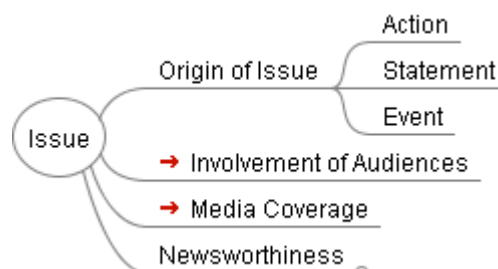 Issue
Origin of Issue
Action
Statement
Event
Involvement of Audiences
Media Coverage
Newsworthiness